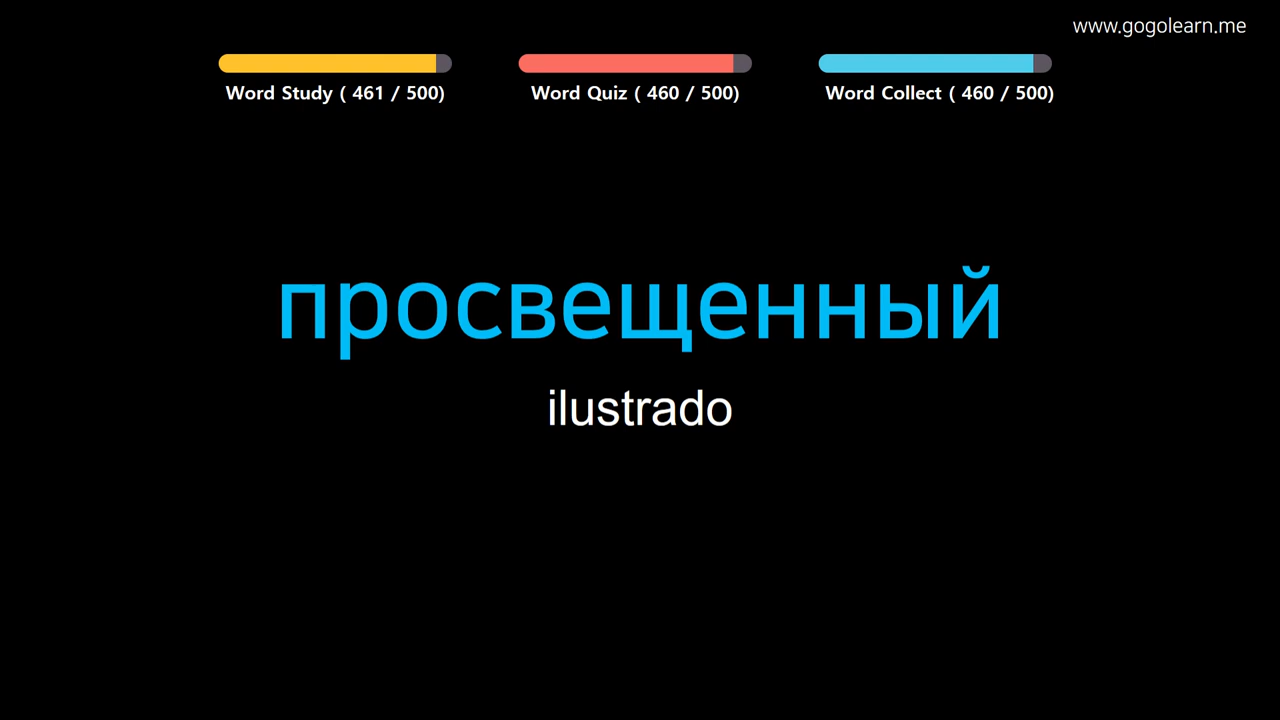 www.gogolearn.me
Word Study ( 461 / 500)
Word Quiz ( 460 / 500)
Word Collect ( 460 / 500)
просвещенный
ilustrado